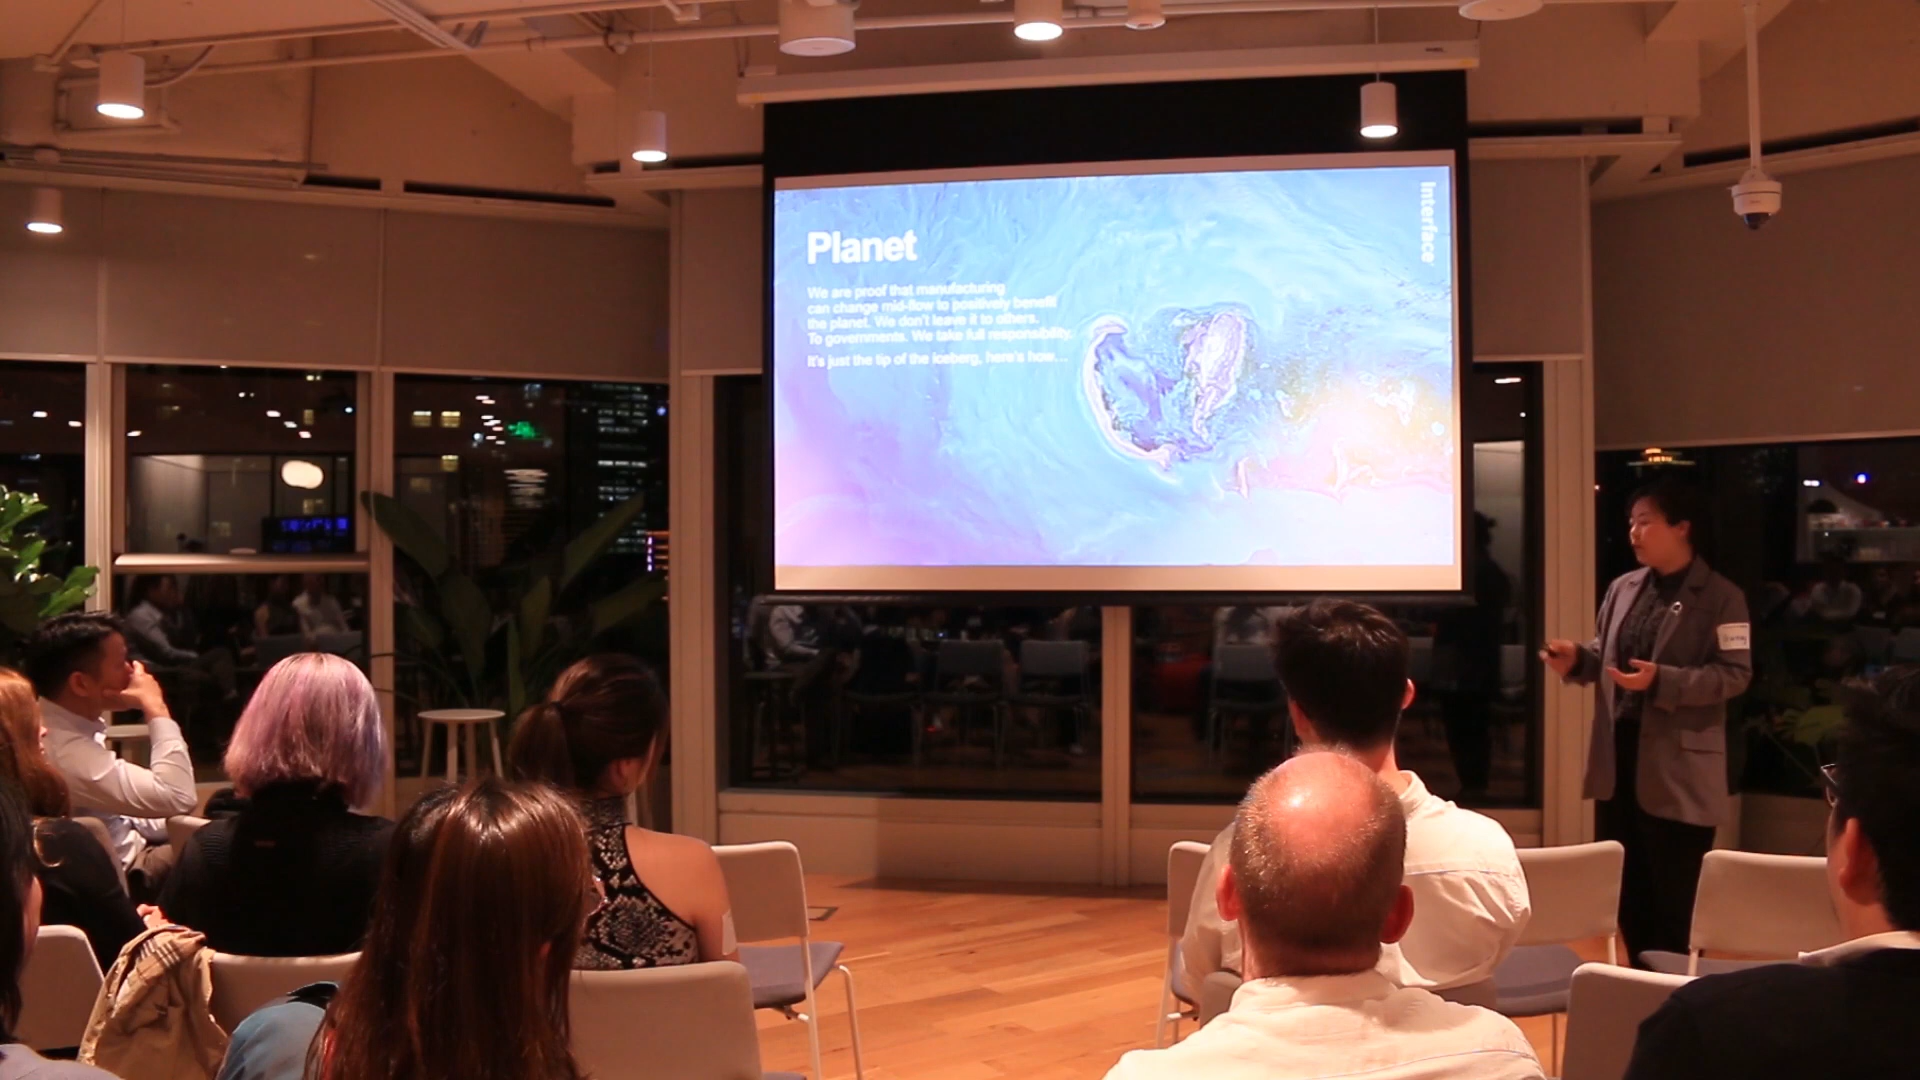 Interface
Planet
We are proof that manufacturing
can change mid-flow to positively benefit
the planet. We don't leave it to others.
To governments. We take full responsibility.
It's just the tip of the iceberg, here's how...